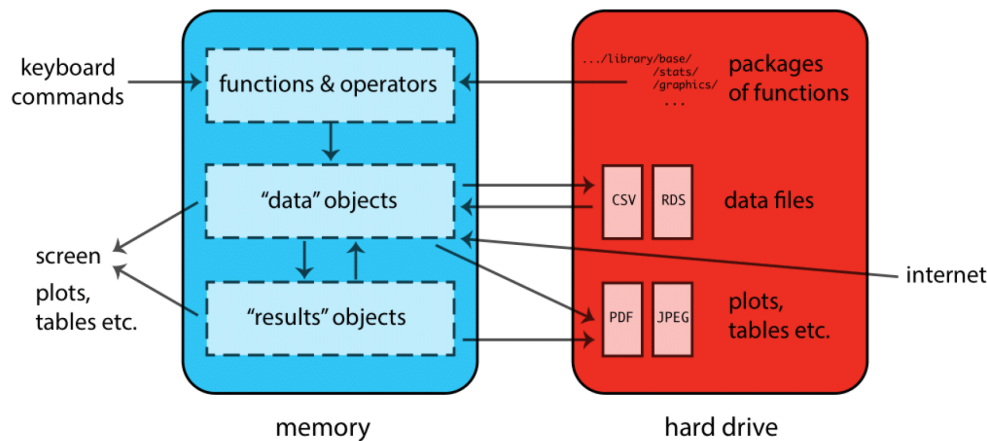 keyboard
commands
functions & operators
.../library/base/
/stats/
/graphics/
...
packages
of functions
“data” objects
CSV
RDS
data files
screen
plots,
tables etc.
internet
“results” objects
PDF
JPEG
plots,
tables etc.
memory
hard drive